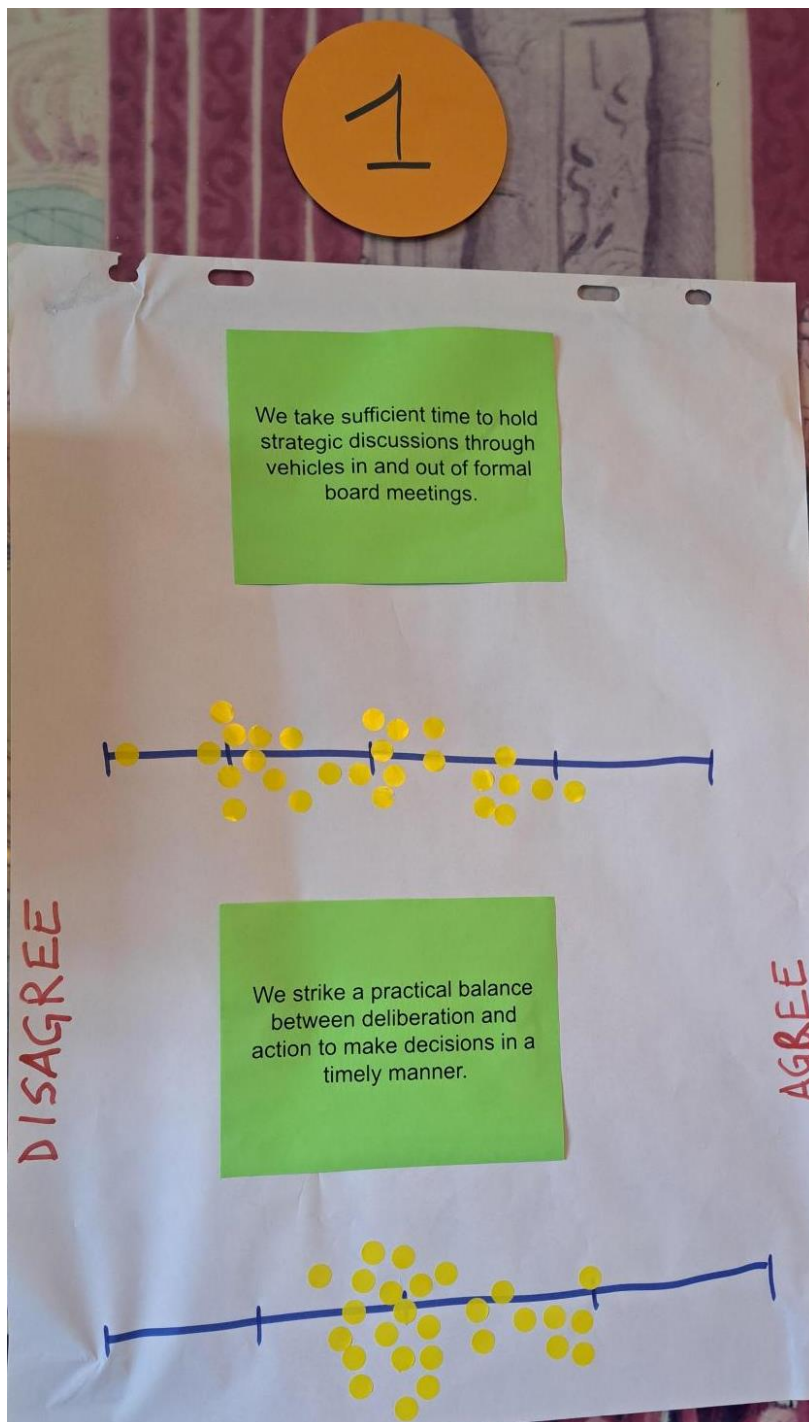 1
We take sufficient time to hold
strategic discussions through
vehicles in and out of formal
board meetings.
DISAGREE
AGREE
We strike a practical balance
between deliberation and
action to make decisions in a
timely manner.